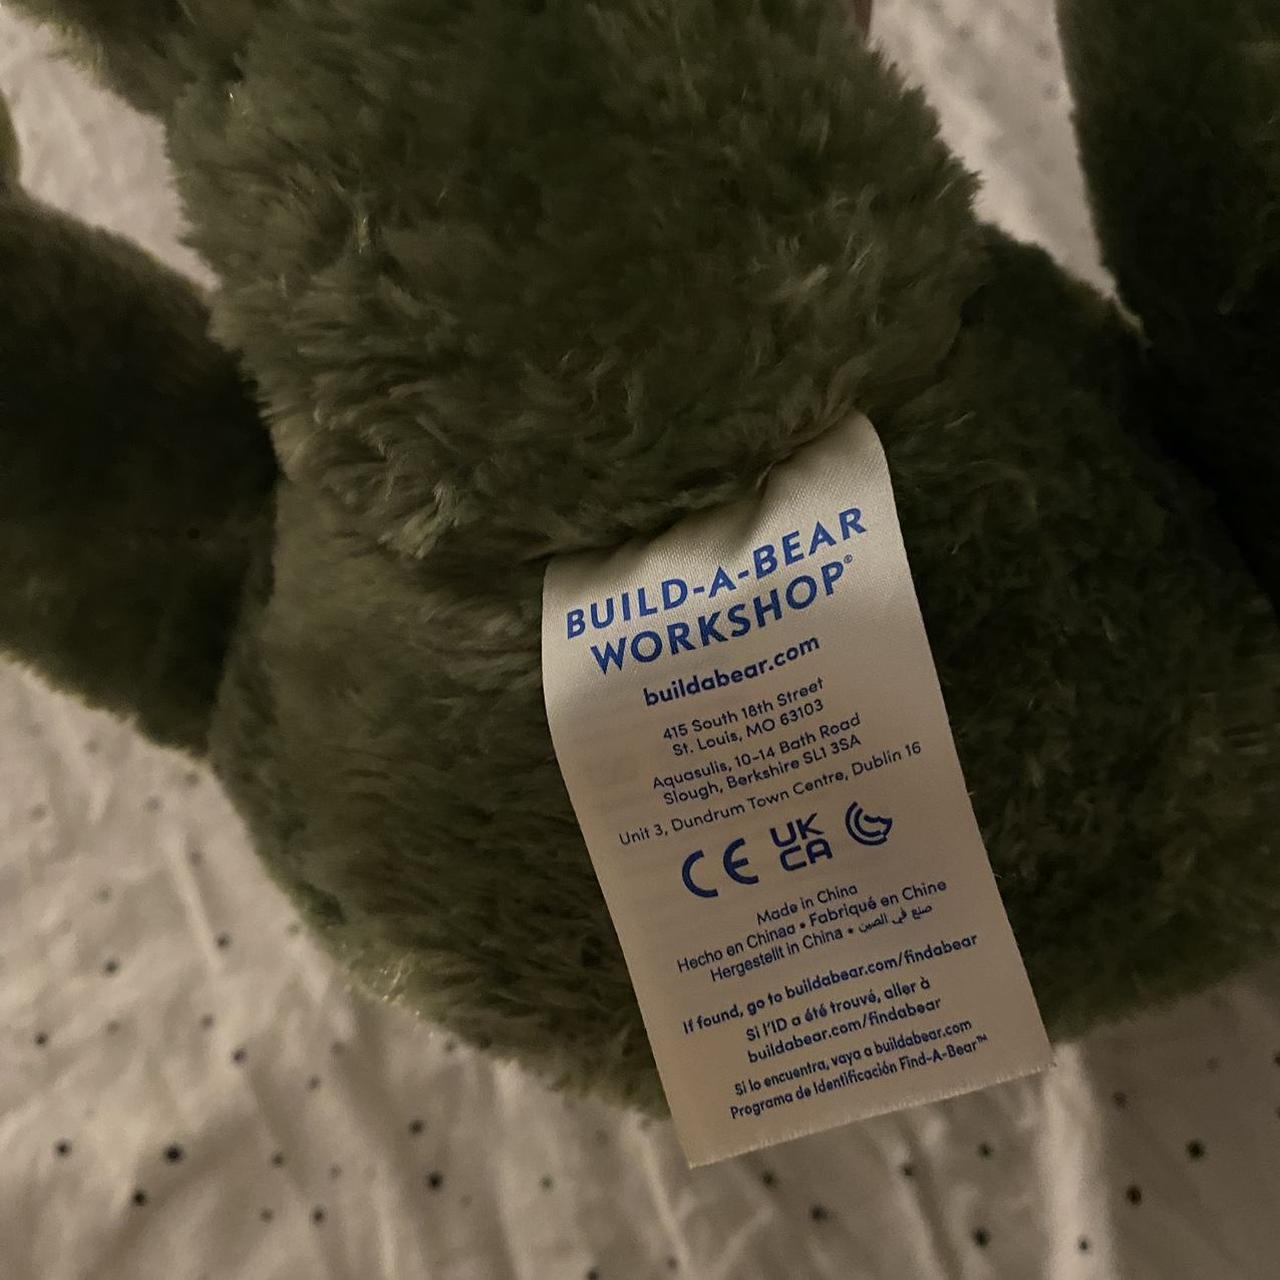 BUILD-A-BEAR
WORKSHOP®
buildabear.com
415 South 18th Street
St. Louis, MO 63103
Aquasulis, 10-14 Bath Road
Slough, Berkshire SL1 3SA
Unit 3, Dundrum Town Centre, Dublin 16
CE UK
CA
Made in China
Hecho en Chinaa • Fabriqué en Chine
Hergestellt in China • صنع في الصين
If found, go to buildabear.com/findabear
Si l'ID a été trouvé, aller à
buildabear.com/findabear
Si lo encuentra, vaya a buildabear.com
Programa de Identificación Find-A-Bear™